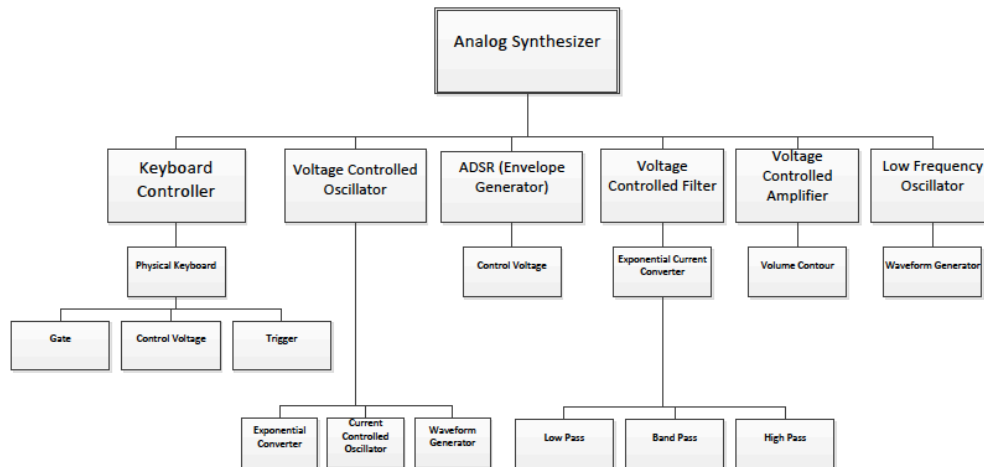 Analog Synthesizer
Keyboard
Controller
Voltage Controlled
Oscillator
ADSR (Envelope
Generator)
Voltage
Controlled Filter
Voltage
Controlled
Amplifier
Low Frequency
Oscillator
Physical Keyboard
Control Voltage
Exponential Current
Converter
Volume Contour
Waveform Generator
Gate
Control Voltage
Trigger
Exponential
Converter
Current
Controlled
Oscillator
Waveform
Generator
Low Pass
Band Pass
High Pass